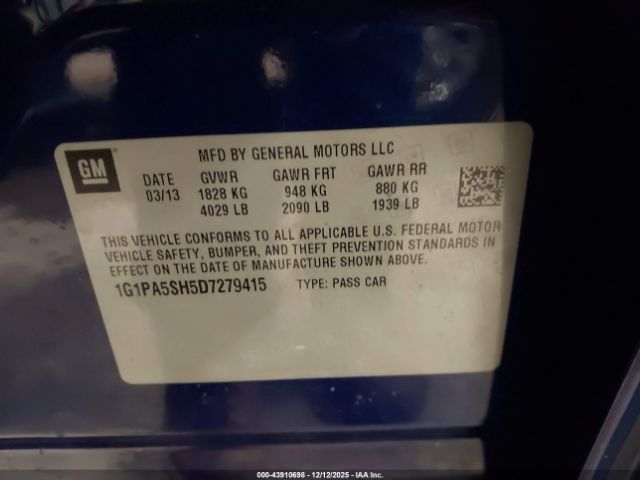 GM
MFD BY GENERAL MOTORS LLC
DATE GVWR GAWR FRT GAWR RR
03/13 1828 KG 948 KG 880 KG
4029 LB 2090 LB 1939 LB
THIS VEHICLE CONFORMS TO ALL APPLICABLE U.S. FEDERAL MOTOR
VEHICLE SAFETY, BUMPER, AND THEFT PREVENTION STANDARDS IN
EFFECT ON THE DATE OF MANUFACTURE SHOWN ABOVE.
1G1PA5SH5D7279415 TYPE: PASS CAR
000-43910698 • 12/12/2025 • IAA Inc.